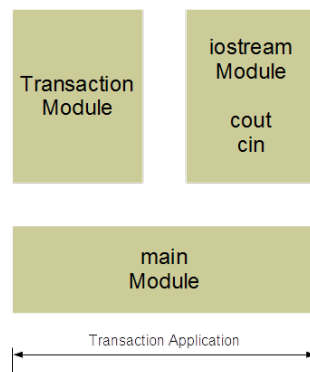 Transaction
Module
iostream
Module
cout
cin
main
Module
Transaction Application